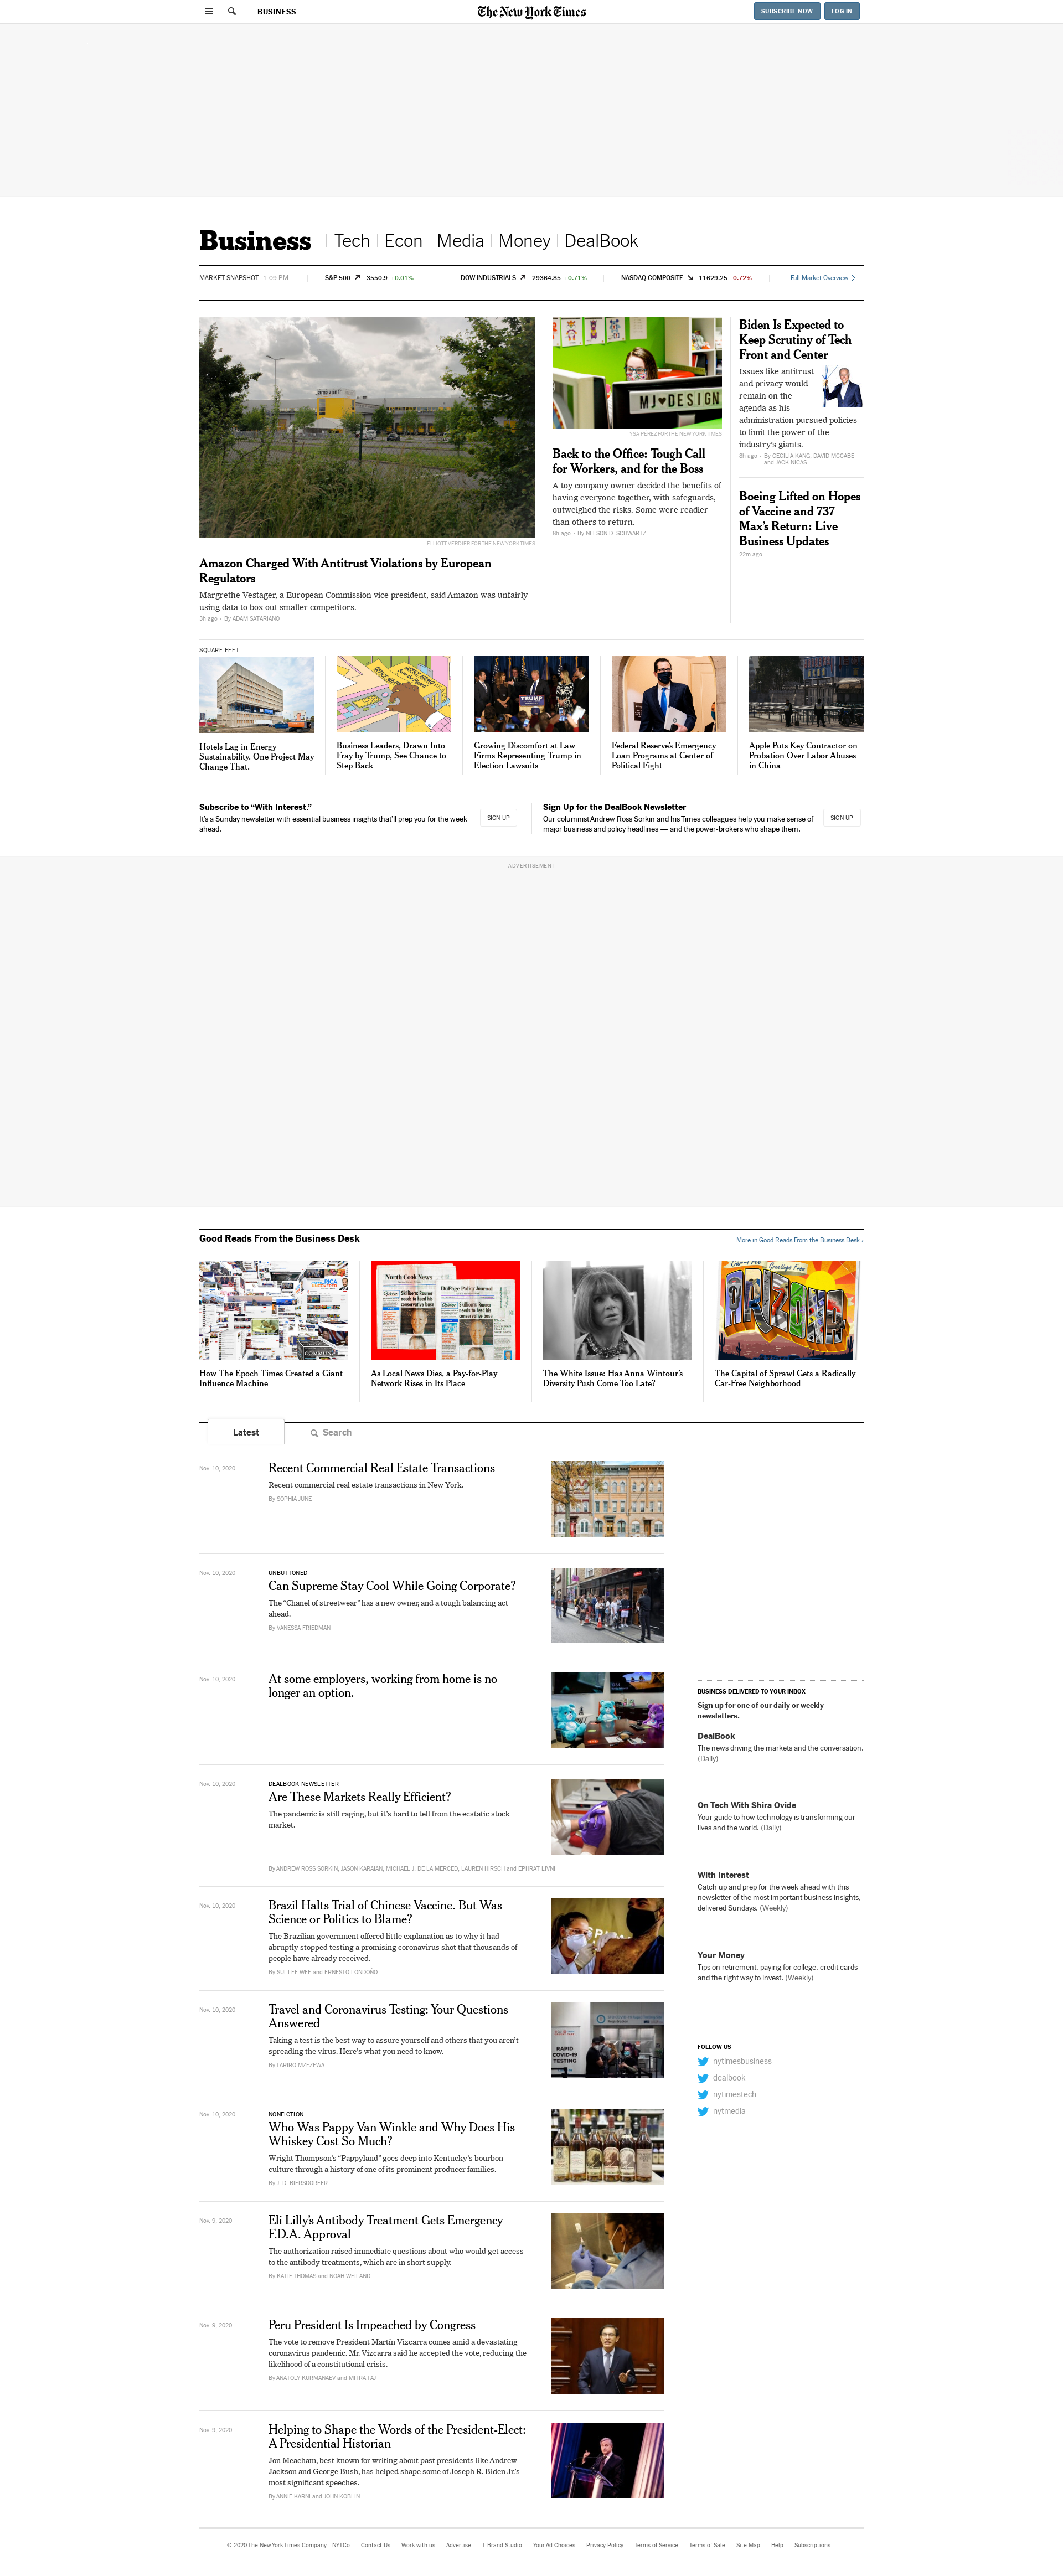 BUSINESS
The New York Times
SUBSCRIBE NOW
LOG IN
Business
Tech
Econ
Media
Money
DealBook
MARKET SNAPSHOT 1:09 P.M.
S&P 500 3550.9 +0.01%
DOW INDUSTRIALS 29364.85 +0.71%
NASDAQ COMPOSITE 11629.25 -0.72%
Full Market Overview
ELLIOTT VERDIER FOR THE NEW YORK TIMES
Amazon Charged With Antitrust Violations by European
Regulators
Margrethe Vestager, a European Commission vice president, said Amazon was unfairly
using data to box out smaller competitors.
3h ago - By ADAM SATARIANO
MJ♥DESIGN
YSA PÉREZ FOR THE NEW YORK TIMES
Back to the Office: Tough Call
for Workers, and for the Boss
A toy company owner decided the benefits of
having everyone together, with safeguards,
outweighed the risks. Some were readier
than others to return.
8h ago - By NELSON D. SCHWARTZ
Biden Is Expected to
Keep Scrutiny of Tech
Front and Center
Issues like antitrust
and privacy would
remain on the
agenda as his
administration pursued policies
to limit the power of the
industry's giants.
8h ago - By CECILIA KANG, DAVID MCCABE
and JACK NICAS
Boeing Lifted on Hopes
of Vaccine and 737
Max's Return: Live
Business Updates
22m ago
SQUARE FEET
Hotels Lag in Energy
Sustainability. One Project May
Change That.
Business Leaders, Drawn Into
Fray by Trump, See Chance to
Step Back
TRUMP
Growing Discomfort at Law
Firms Representing Trump in
Election Lawsuits
Federal Reserve's Emergency
Loan Programs at Center of
Political Fight
Apple Puts Key Contractor on
Probation Over Labor Abuses
in China
Subscribe to “With Interest.”
It's a Sunday newsletter with essential business insights that'll prep you for the week
ahead.
SIGN UP
Sign Up for the DealBook Newsletter
Our columnist Andrew Ross Sorkin and his Times colleagues help you make sense of
major business and policy headlines — and the power-brokers who shape them.
SIGN UP
ADVERTISEMENT
Good Reads From the Business Desk
More in Good Reads From the Business Desk ›
How The Epoch Times Created a Giant
Influence Machine
North Cook News
DuPage Policy Journal
As Local News Dies, a Pay-for-Play
Network Rises in Its Place
The White Issue: Has Anna Wintour's
Diversity Push Come Too Late?
Greetings From
ARIZONA
The Capital of Sprawl Gets a Radically
Car-Free Neighborhood
Latest
Search
Nov. 10, 2020
Recent Commercial Real Estate Transactions
Recent commercial real estate transactions in New York.
By SOPHIA JUNE
Nov. 10, 2020
UNBUTTONED
Can Supreme Stay Cool While Going Corporate?
The “Chanel of streetwear” has a new owner, and a tough balancing act
ahead.
By VANESSA FRIEDMAN
Nov. 10, 2020
At some employers, working from home is no
longer an option.
Nov. 10, 2020
DEALBOOK NEWSLETTER
Are These Markets Really Efficient?
The pandemic is still raging, but it's hard to tell from the ecstatic stock
market.
By ANDREW ROSS SORKIN, JASON KARAIAN, MICHAEL J. DE LA MERCED, LAUREN HIRSCH and EPHRAT LIVNI
Nov. 10, 2020
Brazil Halts Trial of Chinese Vaccine. But Was
Science or Politics to Blame?
The Brazilian government offered little explanation as to why it had
abruptly stopped testing a promising coronavirus shot that thousands of
people have already received.
By SUI-LEE WEE and ERNESTO LONDOÑO
Nov. 10, 2020
Travel and Coronavirus Testing: Your Questions
Answered
Taking a test is the best way to assure yourself and others that you aren't
spreading the virus. Here's what you need to know.
By TARIRO MZEZEWA
RAPID
COVID-19
TESTING
Nov. 10, 2020
NONFICTION
Who Was Pappy Van Winkle and Why Does His
Whiskey Cost So Much?
Wright Thompson's “Pappyland” goes deep into Kentucky's bourbon
culture through a history of one of its prominent producer families.
By J. D. BIERSDORFER
Nov. 9, 2020
Eli Lilly's Antibody Treatment Gets Emergency
F.D.A. Approval
The authorization raised immediate questions about who would get access
to the antibody treatments, which are in short supply.
By KATIE THOMAS and NOAH WEILAND
Nov. 9, 2020
Peru President Is Impeached by Congress
The vote to remove President Martín Vizcarra comes amid a devastating
coronavirus pandemic. Mr. Vizcarra said he accepted the vote, reducing the
likelihood of a constitutional crisis.
By ANATOLY KURMANAEV and MITRA TAJ
Nov. 9, 2020
Helping to Shape the Words of the President-Elect:
A Presidential Historian
Jon Meacham, best known for writing about past presidents like Andrew
Jackson and George Bush, has helped shape some of Joseph R. Biden Jr.'s
most significant speeches.
By ANNIE KARNI and JOHN KOBLIN
BUSINESS DELIVERED TO YOUR INBOX
Sign up for one of our daily or weekly
newsletters.
DealBook
The news driving the markets and the conversation.
(Daily)
On Tech With Shira Ovide
Your guide to how technology is transforming our
lives and the world. (Daily)
With Interest
Catch up and prep for the week ahead with this
newsletter of the most important business insights,
delivered Sundays. (Weekly)
Your Money
Tips on retirement, paying for college, credit cards
and the right way to invest. (Weekly)
FOLLOW US
nytimesbusiness
dealbook
nytimestech
nytmedia
© 2020 The New York Times Company NYTCo Contact Us Work with us Advertise T Brand Studio Your Ad Choices Privacy Policy Terms of Service Terms of Sale Site Map Help Subscriptions